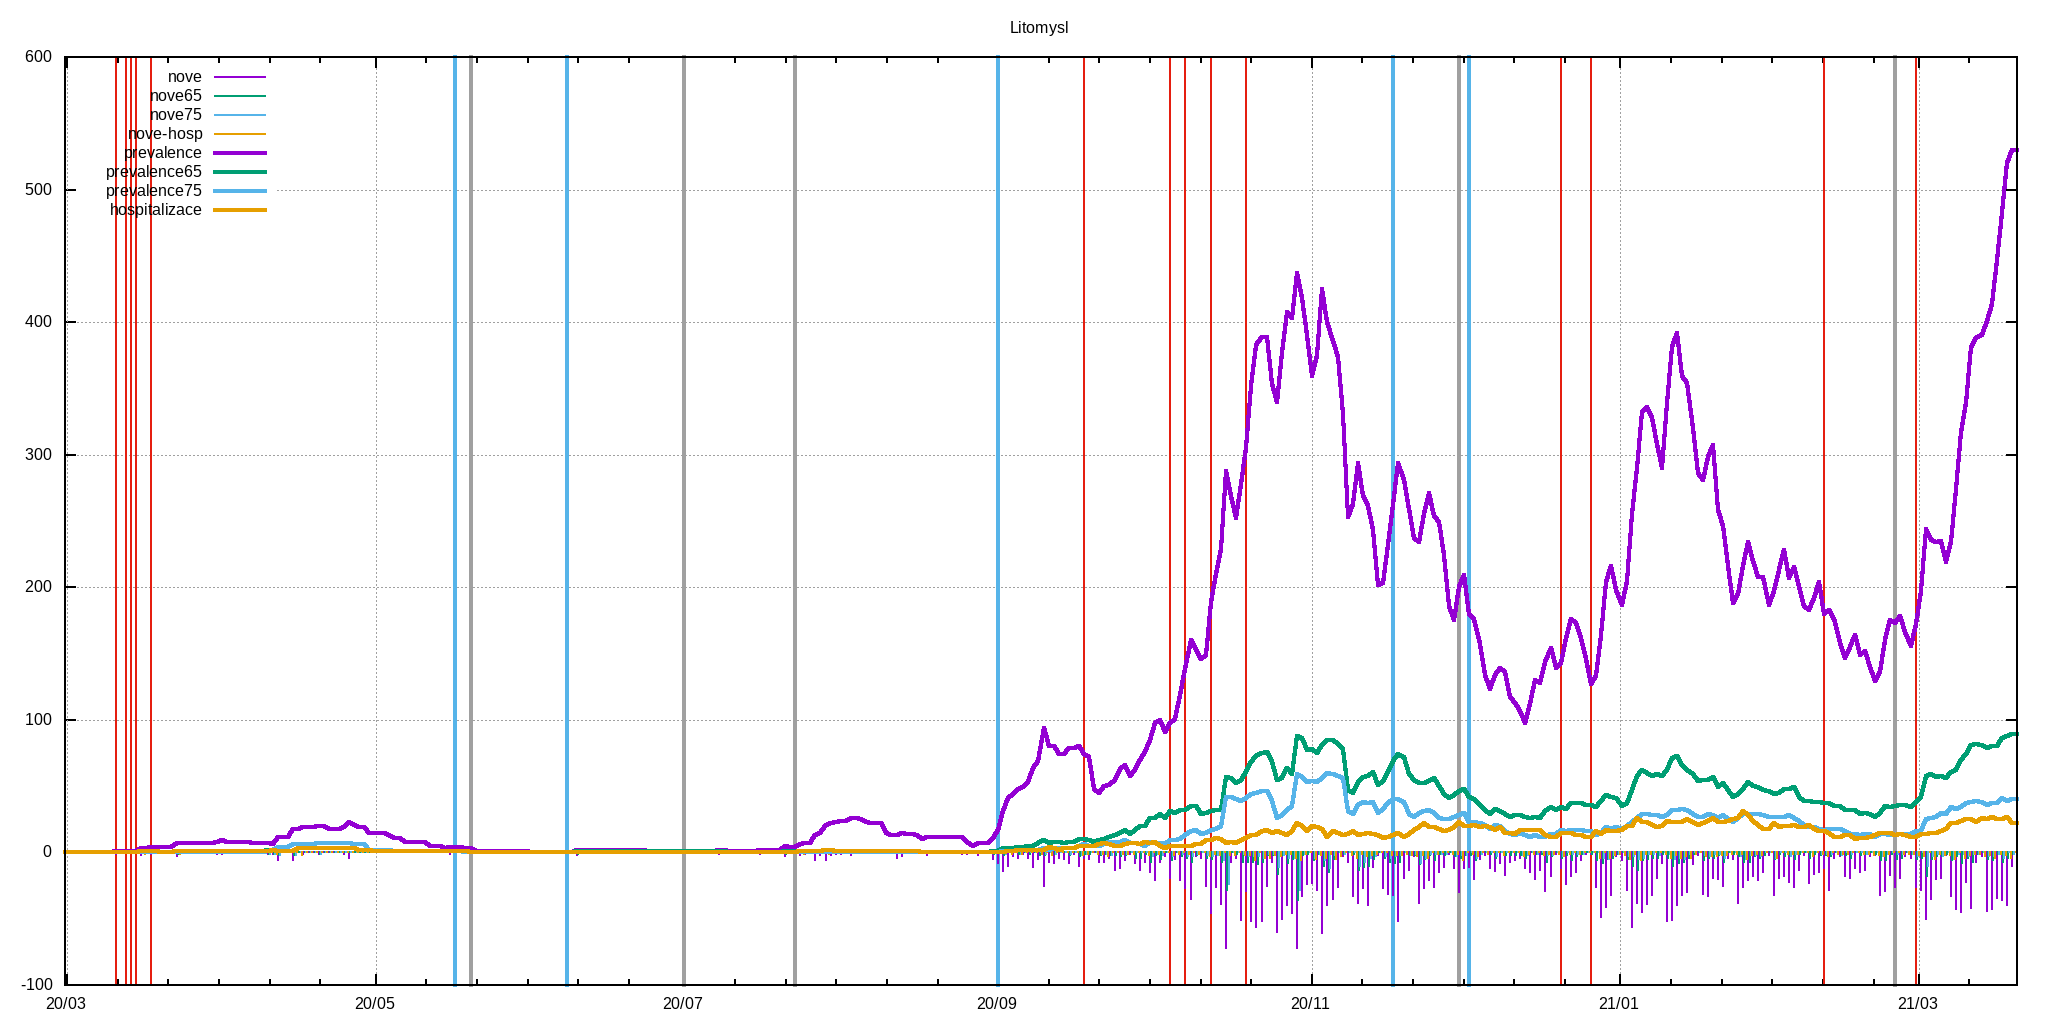 Litomysl
600
nove
nove65
nove75
nove-hosp
prevalence
prevalence65
prevalence75
hospitalizace
500
400
300
200
100
0
-100
20/03 20/05 20/07 20/09 20/11 21/01 21/03